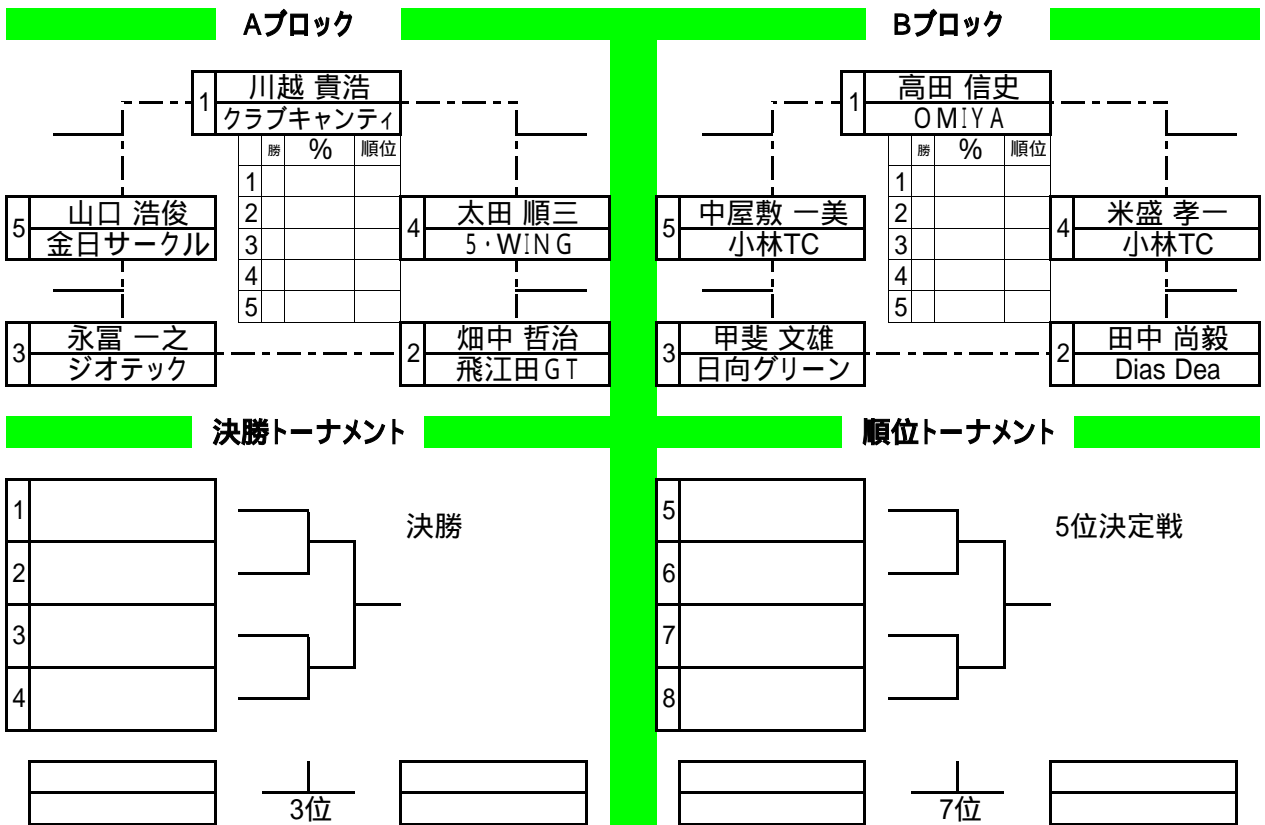 Aブロック
1 川越 貴浩
クラブキャンティ
勝 % 順位
1
2
3
4
5
5 山口 浩俊
金日サークル
4 太田 順三
5・WING
3 永冨 一之
ジオテック
2 畑中 哲治
飛江田GT
Bブロック
1 高田 信史
OMIYA
勝 % 順位
1
2
3
4
5
5 中屋敷 一美
小林TC
4 米盛 孝一
小林TC
3 甲斐 文雄
日向グリーン
2 田中 尚毅
Dias Dea
決勝トーナメント
1
2
3
4
決勝
3位
順位トーナメント
5
6
7
8
5位決定戦
7位